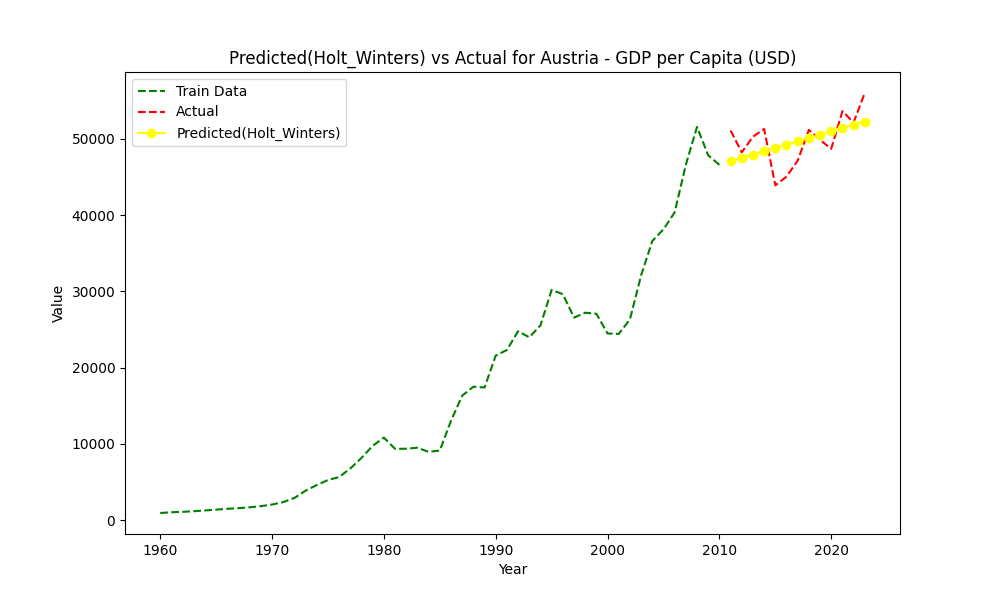 Predicted(Holt_Winters) vs Actual for Austria - GDP per Capita (USD)
Train Data
Actual
Predicted(Holt_Winters)
Value
50000
40000
30000
20000
10000
0
1960 1970 1980 1990 2000 2010 2020
Year